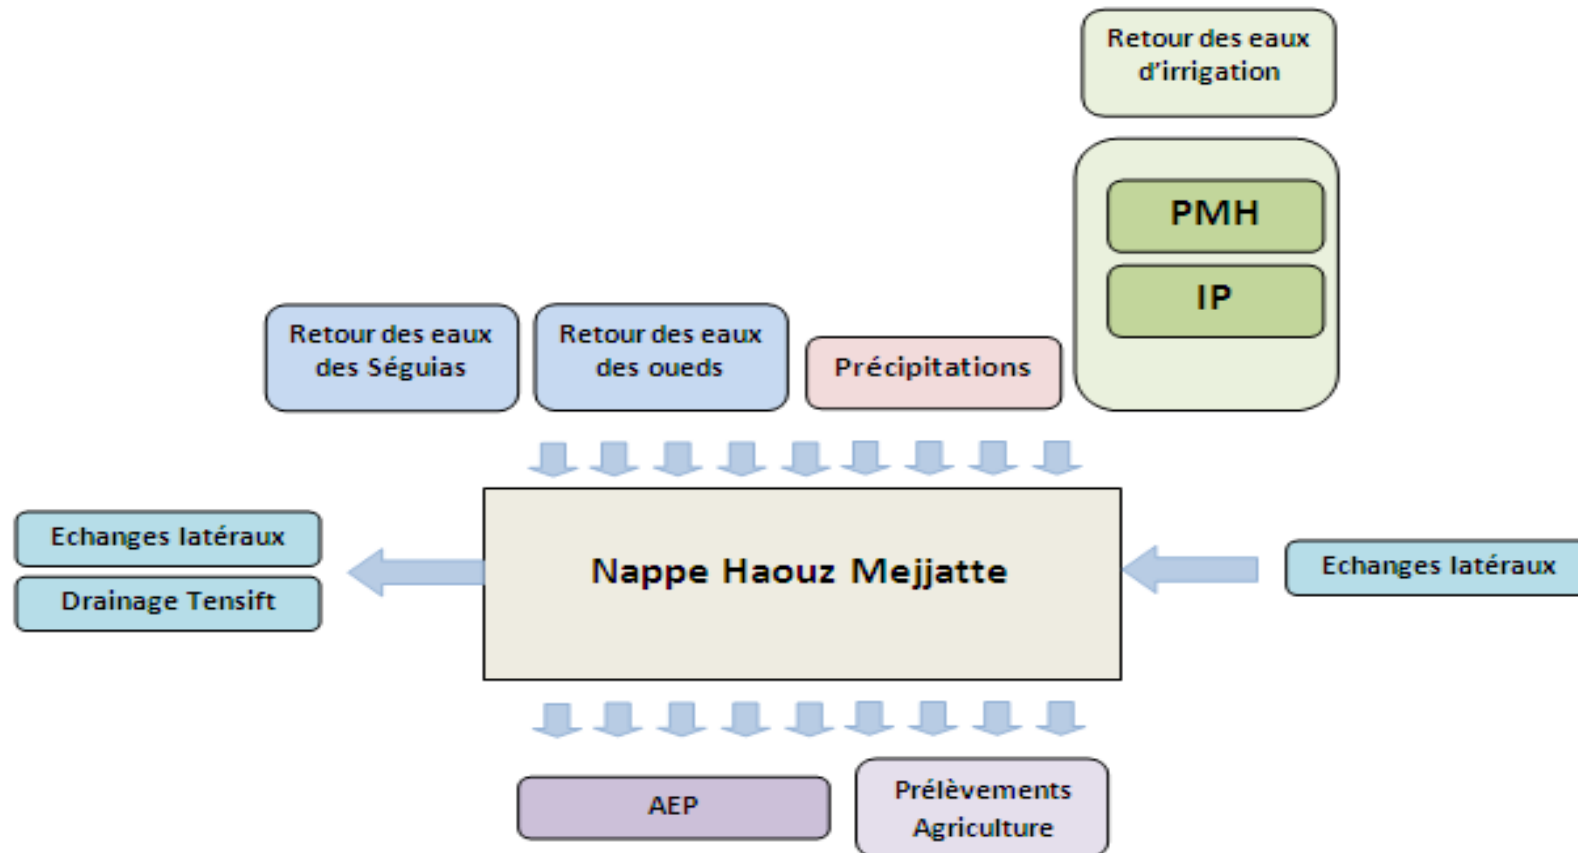 Retour des eaux
d'irrigation
PMH
IP
Retour des eaux
des Séguias
Retour des eaux
des oueds
Précipitations
Echanges latéraux
Drainage Tensift
Nappe Haouz Mejjatte
Echanges latéraux
AEP
Prélèvements
Agriculture